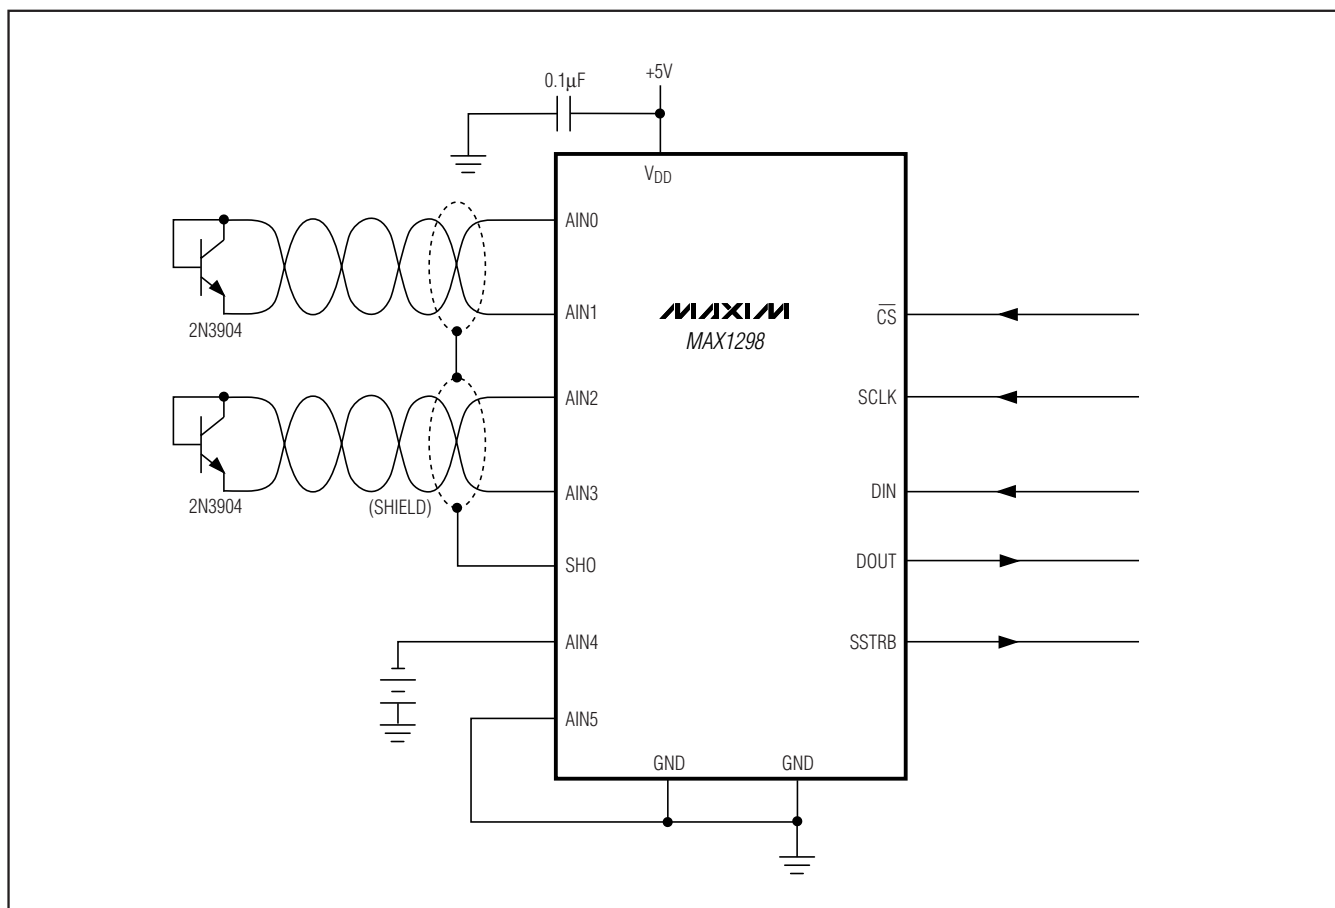 0.1μF
+5V
VDD
AIN0
AIN1
2N3904
MAXIM
MAX1298
CS
AIN2
SCLK
AIN3
DIN
2N3904
(SHIELD)
SHO
DOUT
AIN4
SSTRB
AIN5
GND
GND